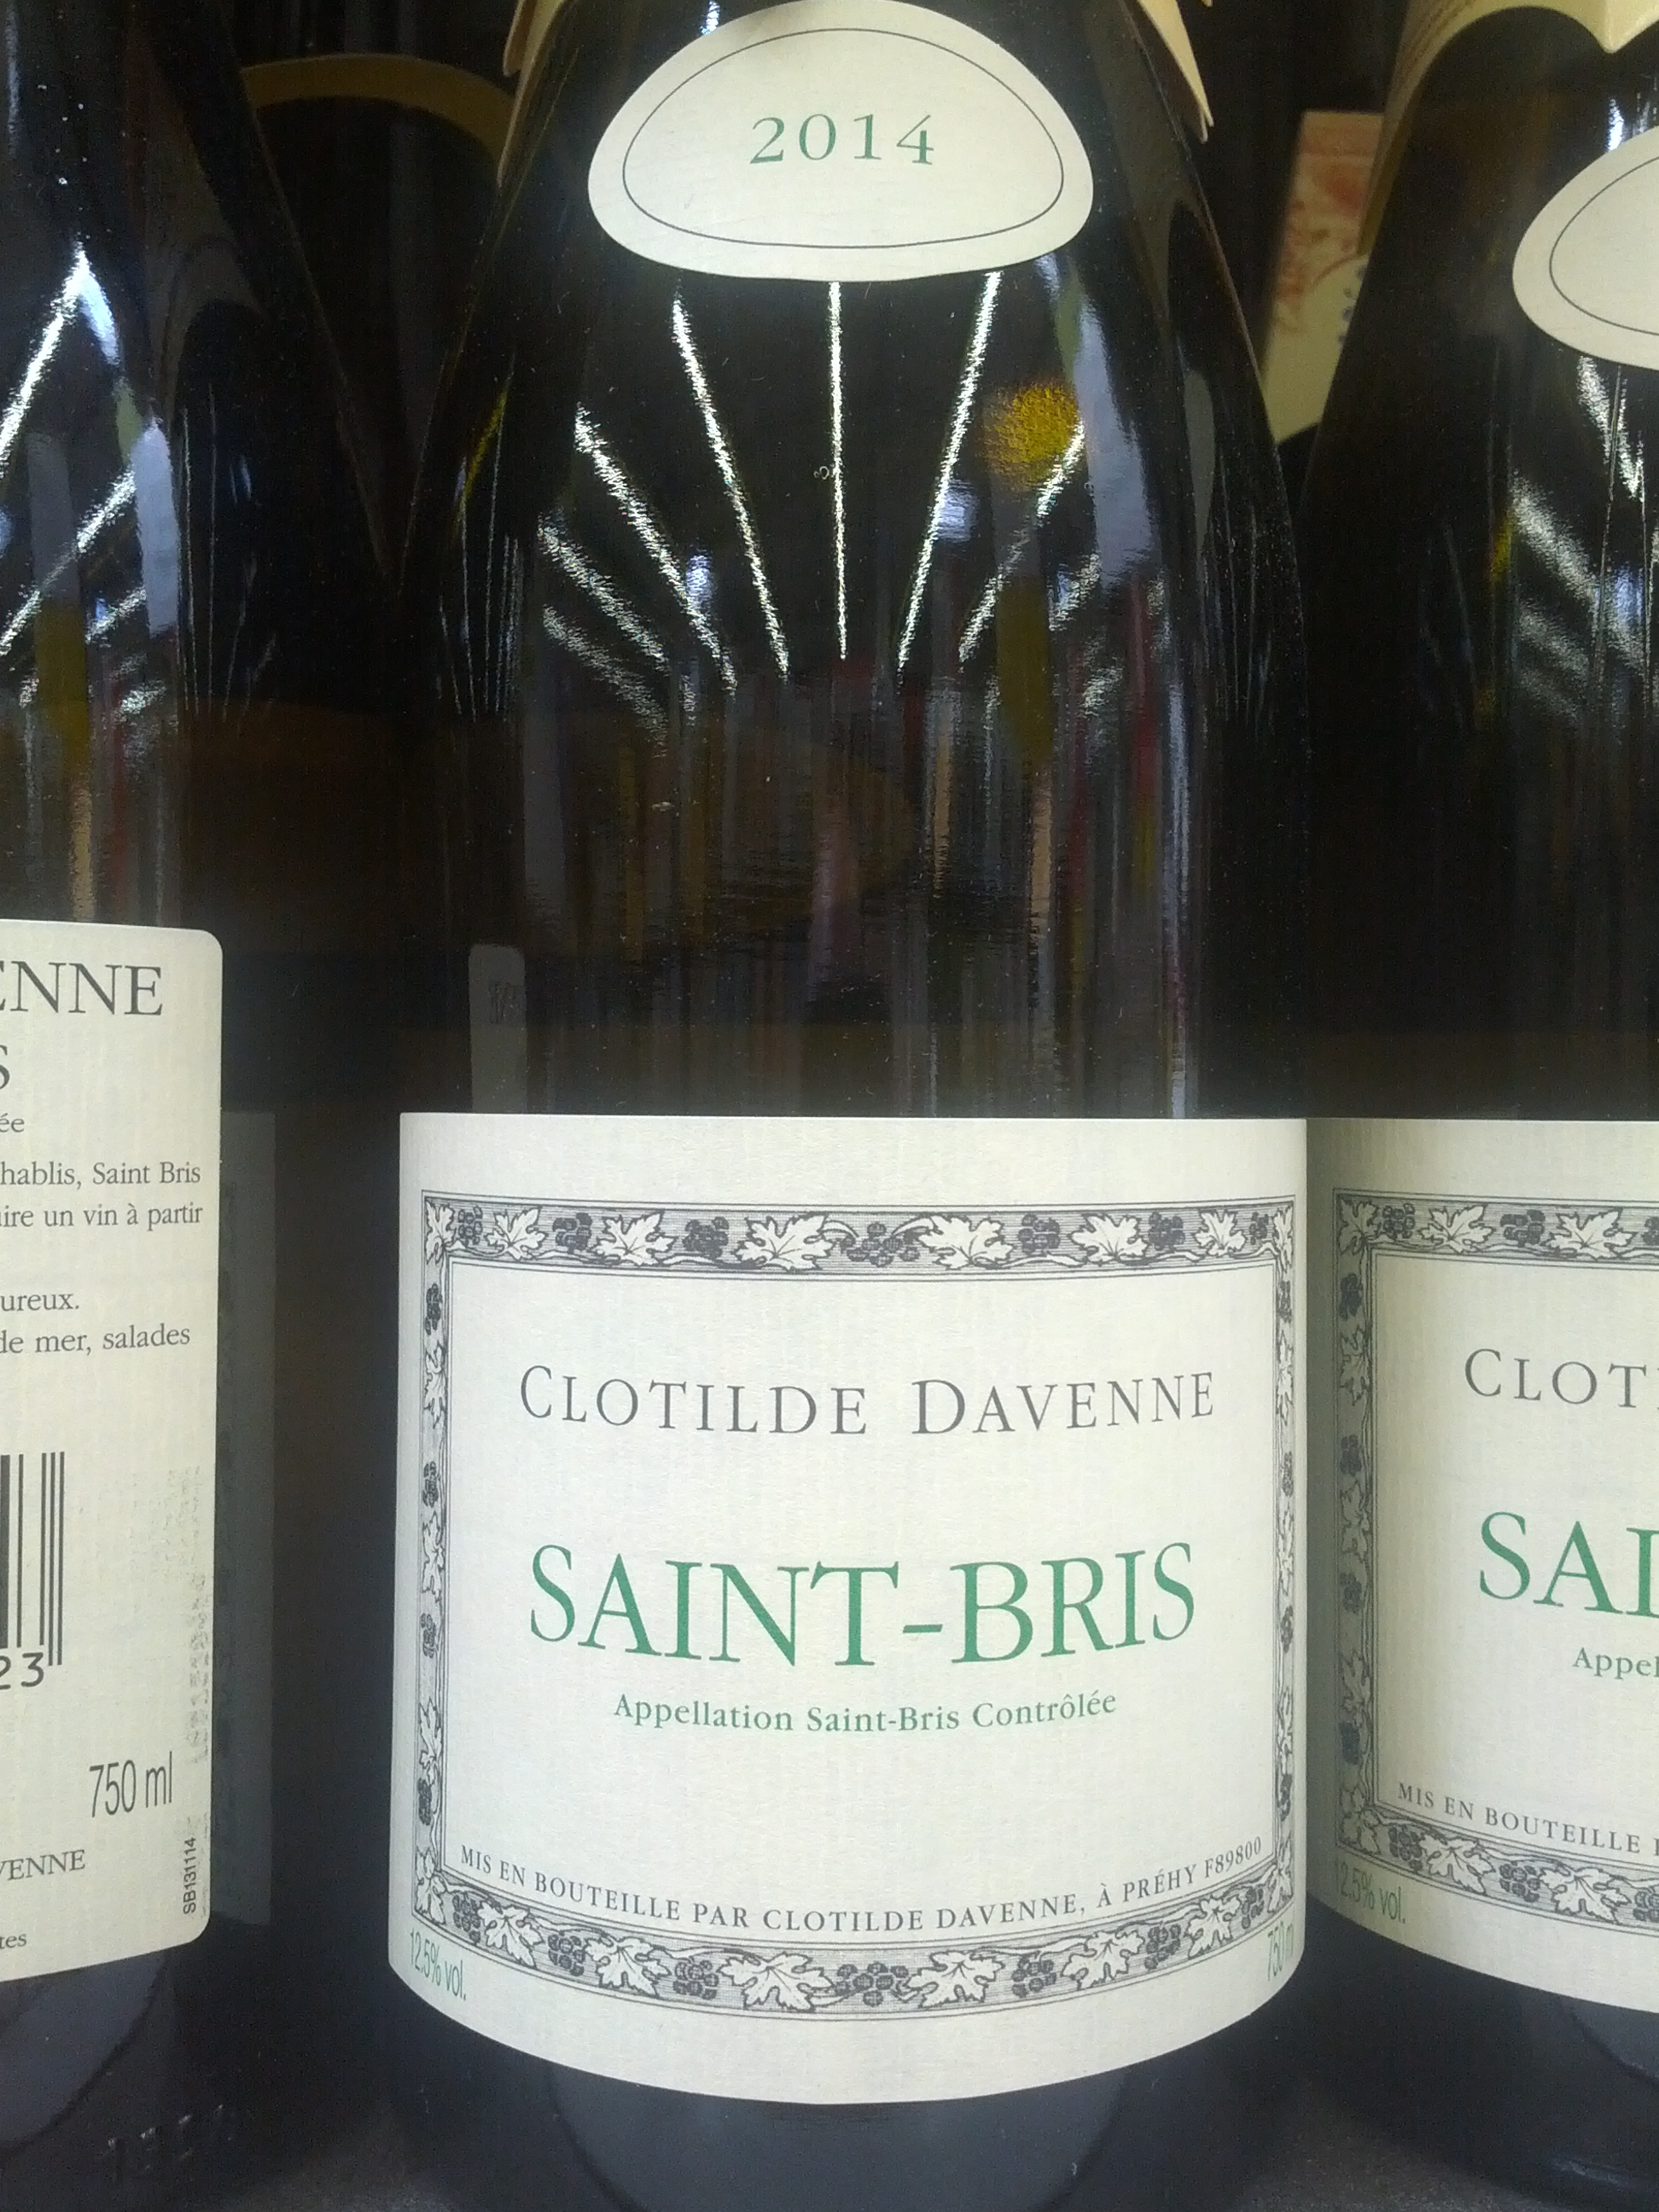 2014
ENNE
S
ée
hablis, Saint Bris
ire un vin à partir
ureux.
de mer, salades
23
750 ml
VENNE
SB131114
tes
CLOTILDE DAVENNE
SAINT-BRIS
Appellation Saint-Bris Contrôlée
MIS EN BOUTEILLE PAR CLOTILDE DAVENNE, À PRÉHY F89800
12.5% vol.
750 ml
CLOT
SAI
Appel
MIS EN BOUTEILLE
12.5% vol.